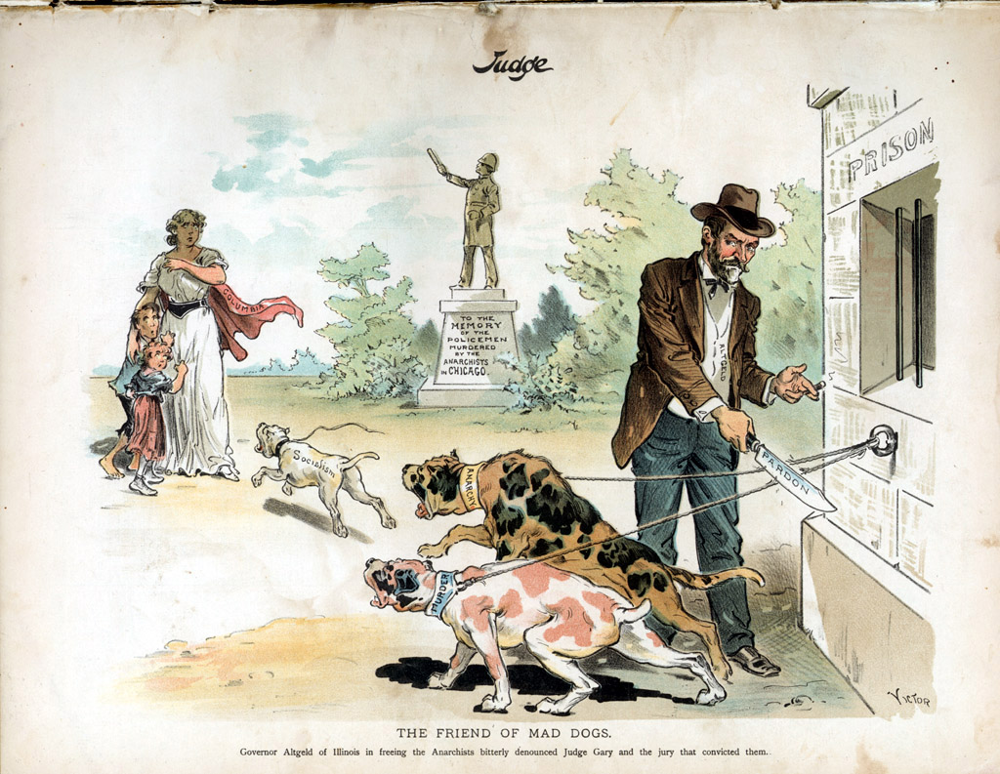 Judge
PRISON
COLUMBIA
TO THE
MEMORY
OF THE
POLICEMEN
MURDERED
BY THE
ANARCHISTS
IN CHICAGO.
Socialism
ANARCHY
MURDER
PARDON
VICTOR
THE FRIEND OF MAD DOGS.
Governor Altgeld of Illinois in freeing the Anarchists bitterly denounced Judge Gary and the jury that convicted them.